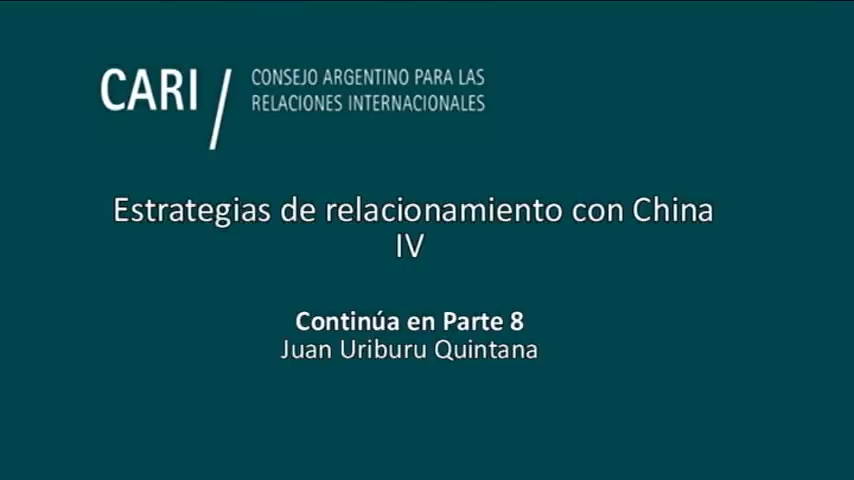 CARI
CONSEJO ARGENTINO PARA LAS
RELACIONES INTERNACIONALES
Estrategias de relacionamiento con China
IV
Continúa en Parte 8
Juan Uriburu Quintana